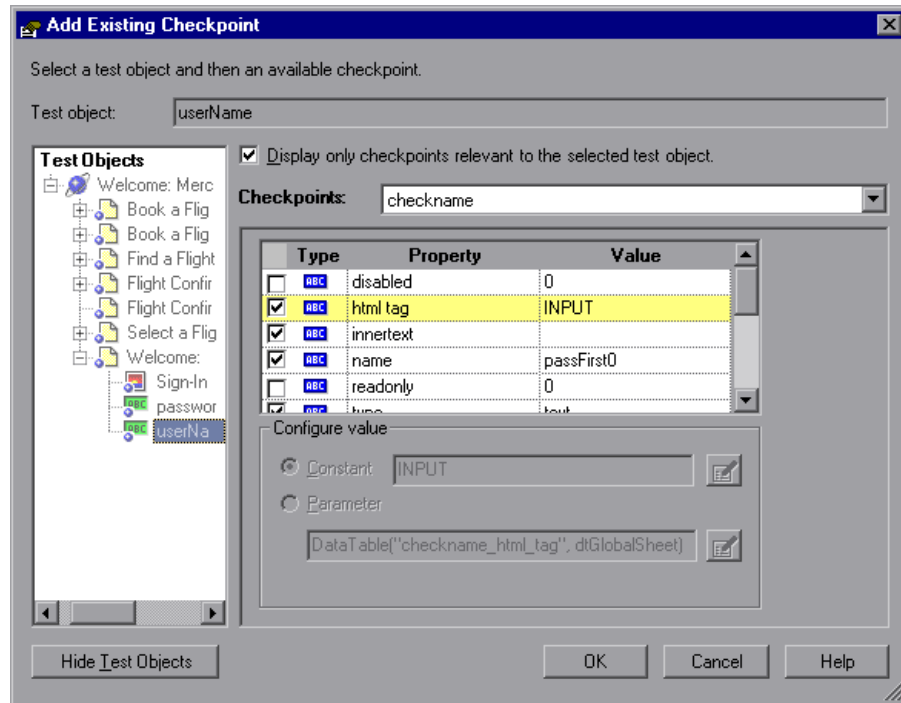 Add Existing Checkpoint
Select a test object and then an available checkpoint.
Test object: userName
Test Objects
Welcome: Merc
Book a Flig
Book a Flig
Find a Flight
Flight Confir
Flight Confir
Select a Flig
Welcome:
Sign-In
passwor
userNa
Display only checkpoints relevant to the selected test object.
Checkpoints: checkname
Type Property Value
ABC disabled 0
ABC html tag INPUT
ABC innertext
ABC name passFirst0
ABC readonly 0
ABC type text
Configure value
Constant INPUT
Parameter
DataTable("checkname_html_tag", dtGlobalSheet)
Hide Test Objects OK Cancel Help